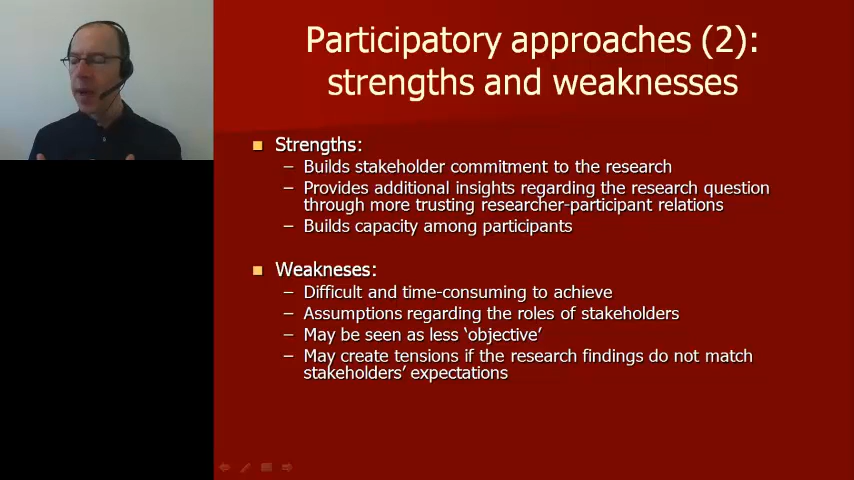 Participatory approaches (2):
strengths and weaknesses
Strengths:
– Builds stakeholder commitment to the research
– Provides additional insights regarding the research question
through more trusting researcher-participant relations
– Builds capacity among participants
Weakneses:
– Difficult and time-consuming to achieve
– Assumptions regarding the roles of stakeholders
– May be seen as less ‘objective’
– May create tensions if the research findings do not match
stakeholders’ expectations